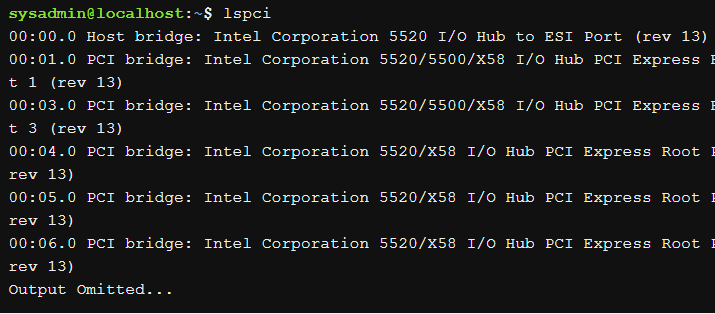 sysadmin@localhost:~$ lspci
00:00.0 Host bridge: Intel Corporation 5520 I/O Hub to ESI Port (rev 13)
00:01.0 PCI bridge: Intel Corporation 5520/5500/X58 I/O Hub PCI Express
t 1 (rev 13)
00:03.0 PCI bridge: Intel Corporation 5520/5500/X58 I/O Hub PCI Express
t 3 (rev 13)
00:04.0 PCI bridge: Intel Corporation 5520/X58 I/O Hub PCI Express Root
rev 13)
00:05.0 PCI bridge: Intel Corporation 5520/X58 I/O Hub PCI Express Root
rev 13)
00:06.0 PCI bridge: Intel Corporation 5520/X58 I/O Hub PCI Express Root
rev 13)
Output Omitted...